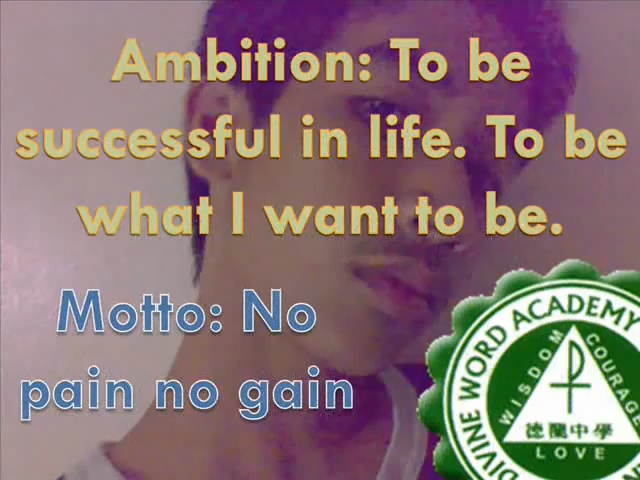 Ambition: To be
successful in life. To be
what I want to be.
Motto: No
pain no gain
DIVINE WORD ACADEMY
WISDOM
COURAGE
德龍中學
LOVE